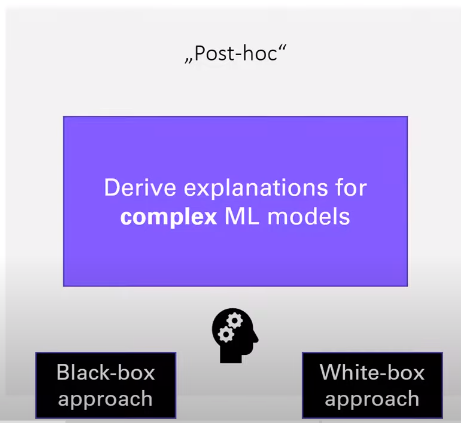 „Post-hoc“
Derive explanations for
complex ML models
Black-box
approach
White-box
approach